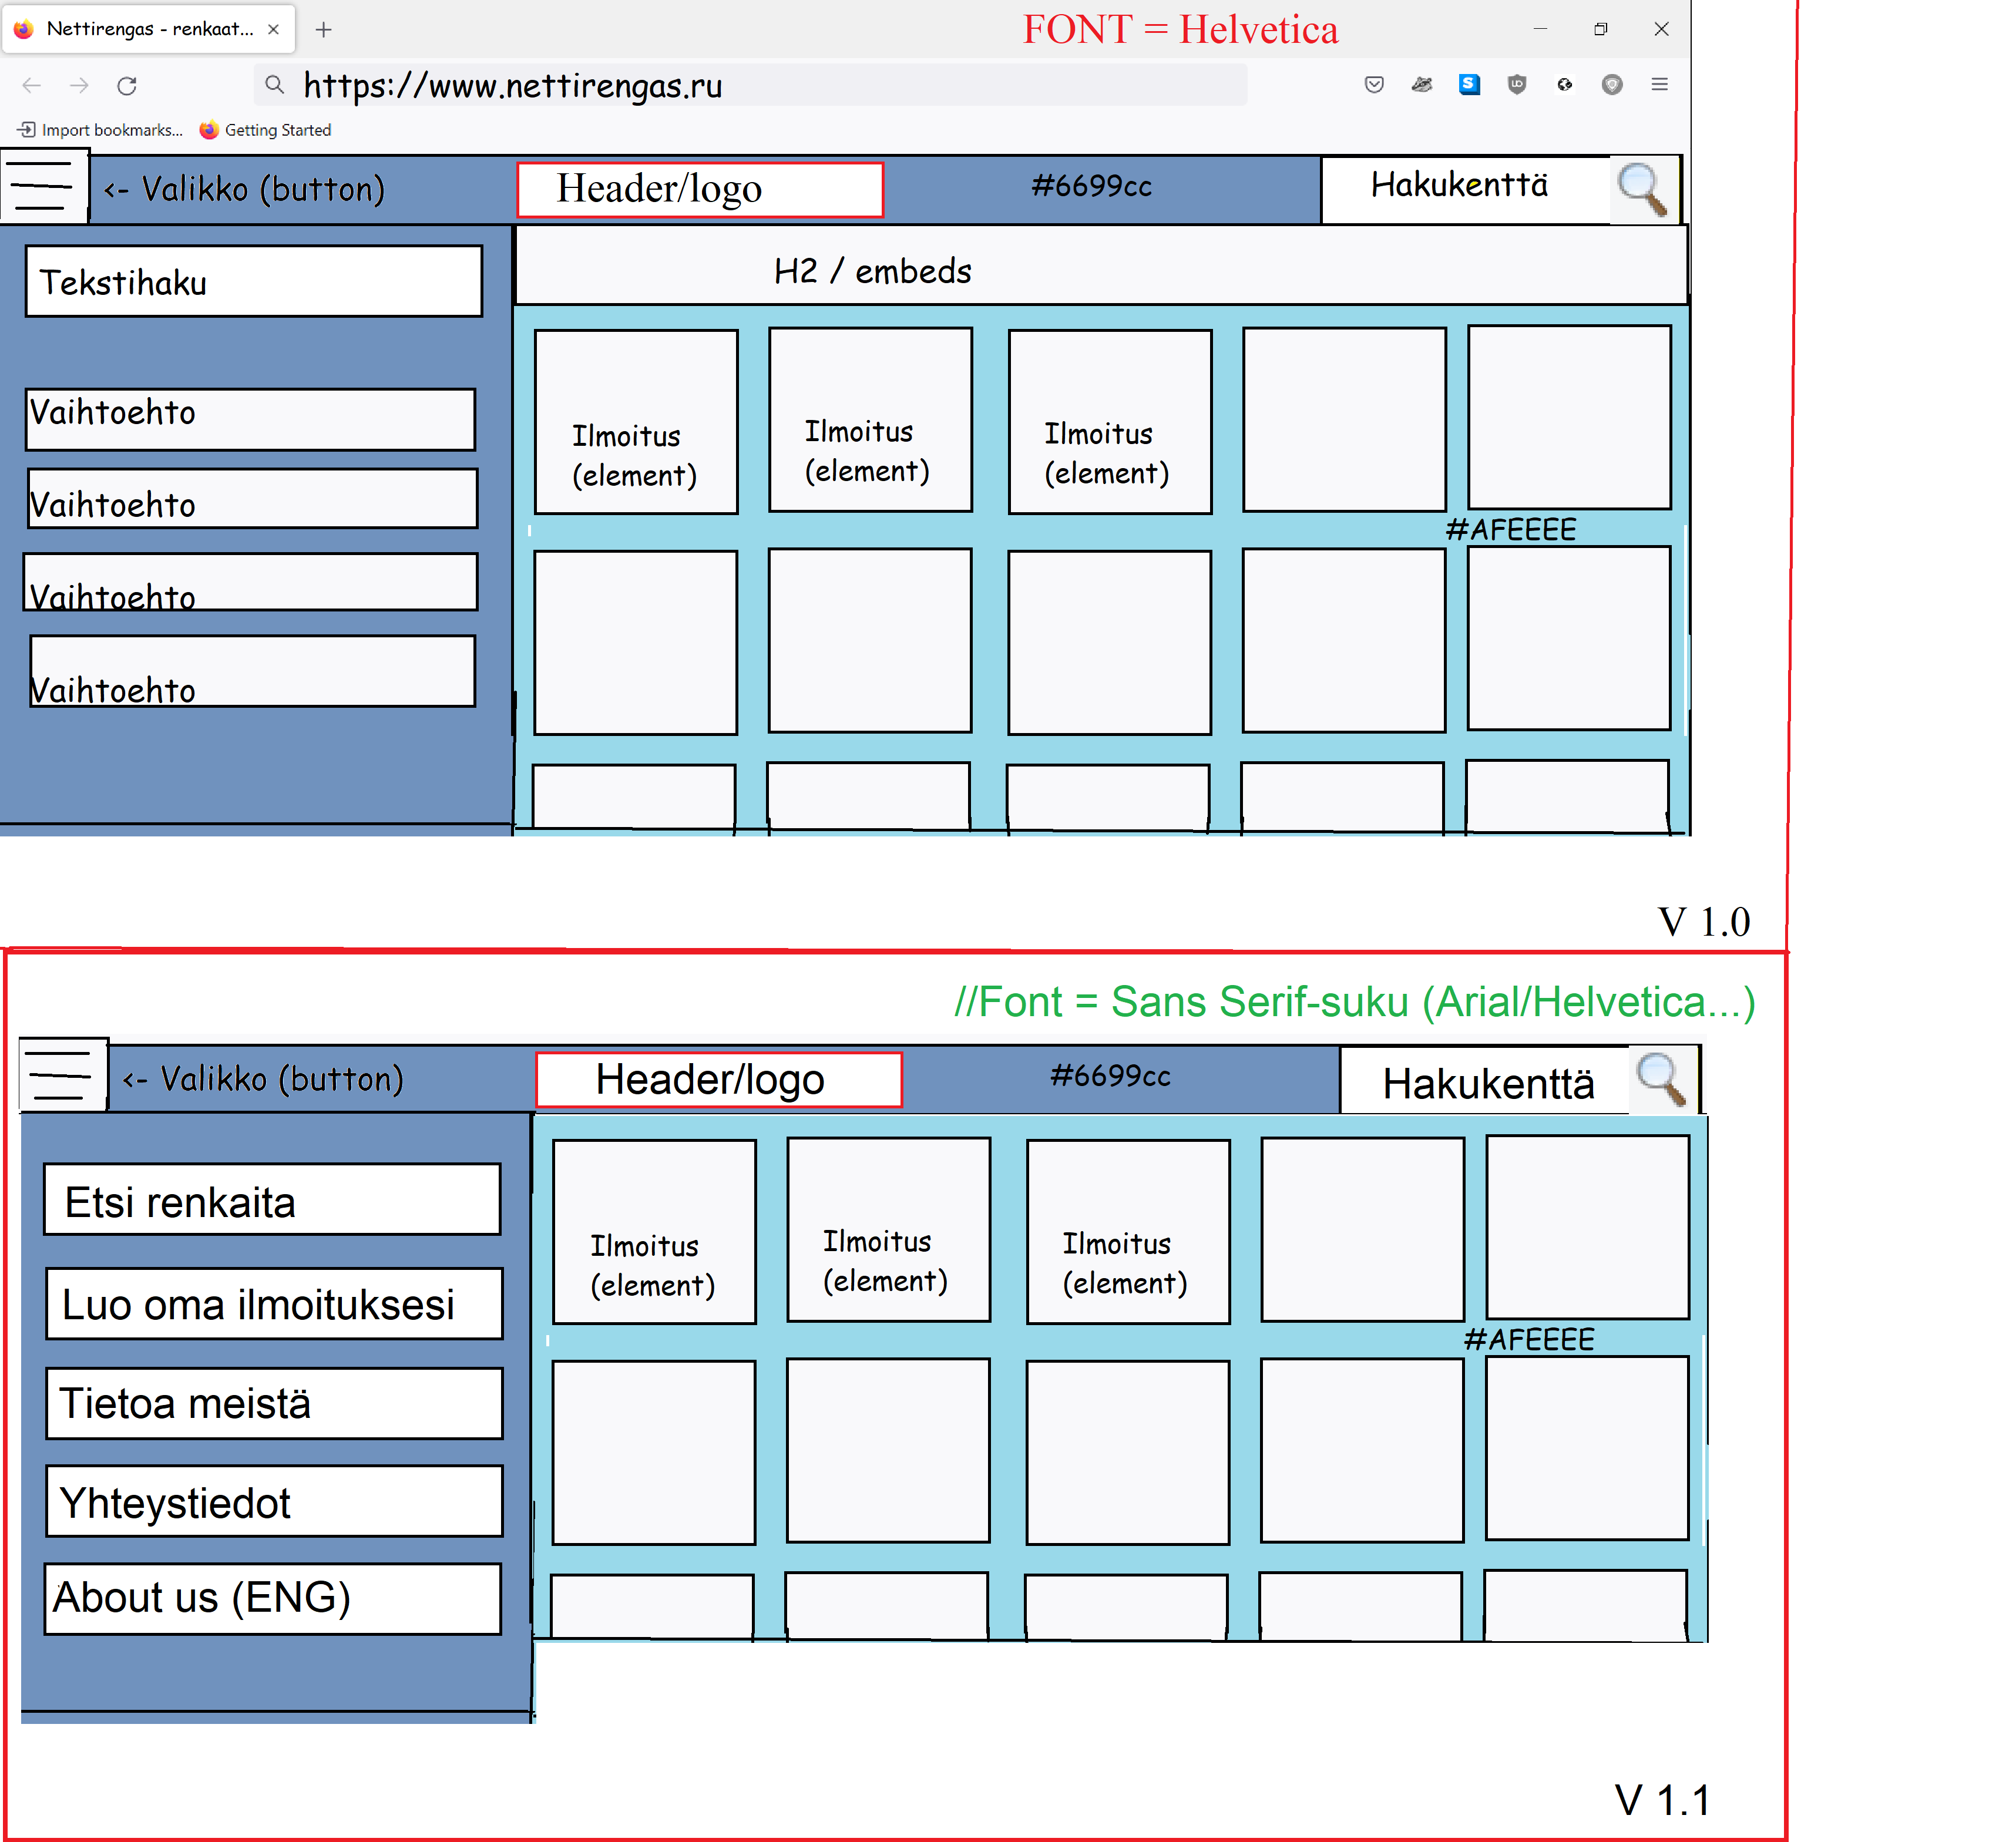 Nettirengas - renkaat...
FONT = Helvetica
https://www.nettirengas.ru
Import bookmarks...
Getting Started
<- Valikko (button)
Header/logo
#6699cc
Hakukenttä
Tekstihaku
H2 / embeds
Vaihtoehto
Vaihtoehto
Vaihtoehto
Vaihtoehto
Ilmoitus
(element)
Ilmoitus
(element)
Ilmoitus
(element)
#AFEEEE
V 1.0
//Font = Sans Serif-suku (Arial/Helvetica...)
<- Valikko (button)
Header/logo
#6699cc
Hakukenttä
Etsi renkaita
Luo oma ilmoituksesi
Tietoa meistä
Yhteystiedot
About us (ENG)
Ilmoitus
(element)
Ilmoitus
(element)
Ilmoitus
(element)
#AFEEEE
V 1.1